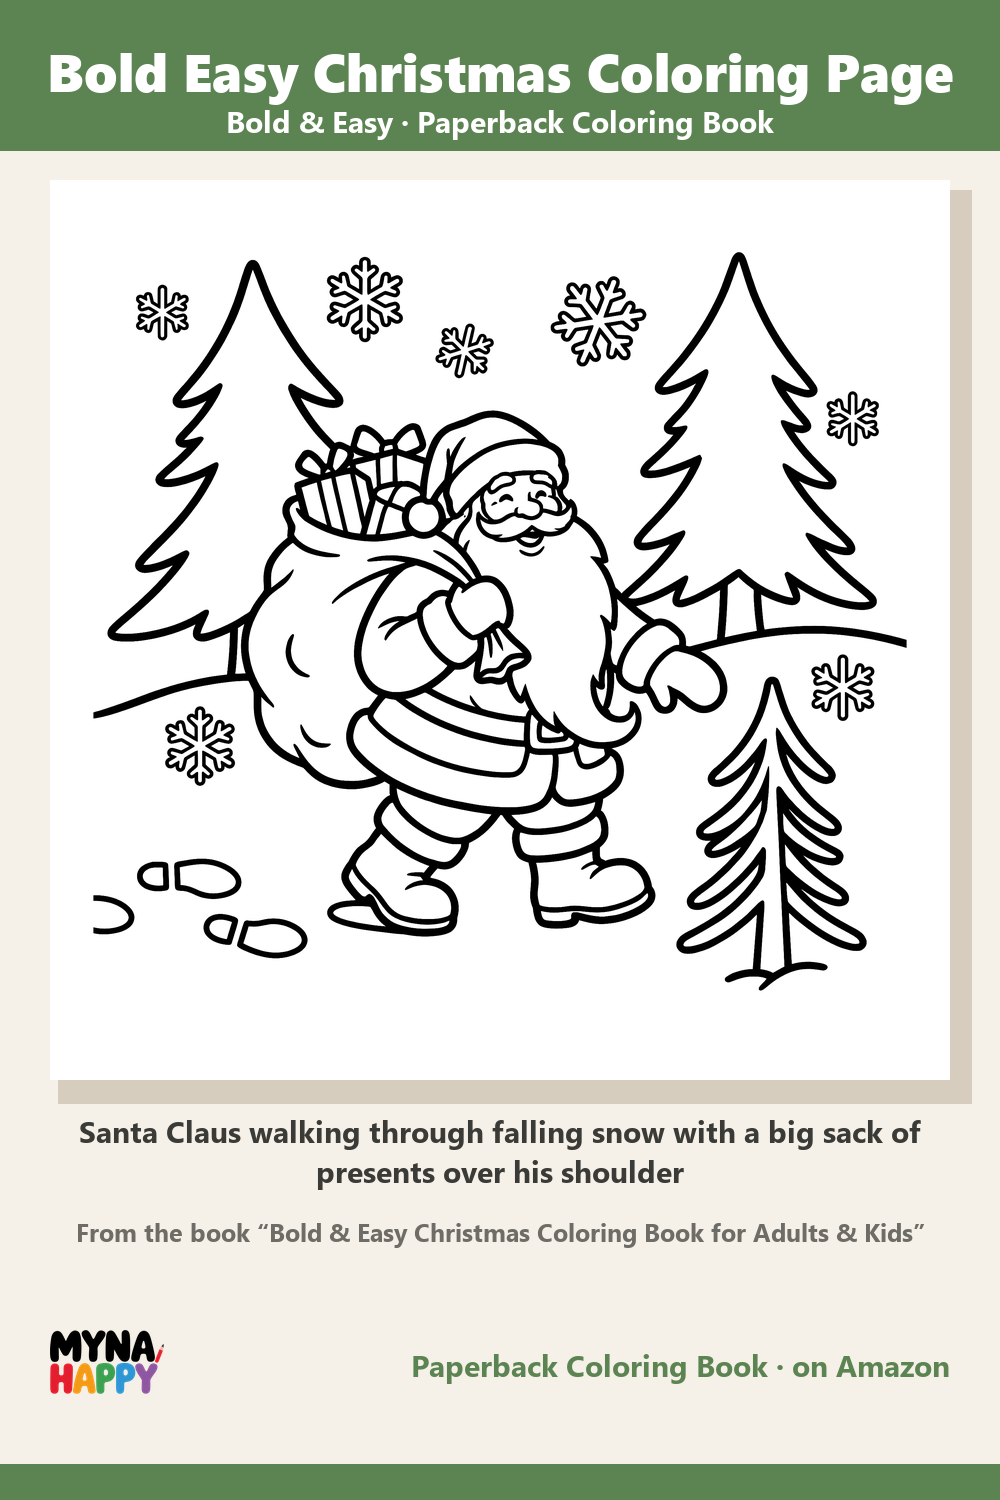 Bold Easy Christmas Coloring Page
Bold & Easy · Paperback Coloring Book
Santa Claus walking through falling snow with a big sack of
presents over his shoulder
From the book “Bold & Easy Christmas Coloring Book for Adults & Kids”
MYNA
HAPPY
Paperback Coloring Book · on Amazon